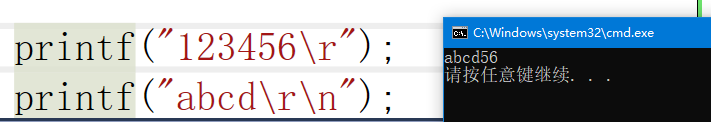 printf("123456\r");
printf("abcd\r\n");
C:\Windows\system32\cmd.exe
abcd56
请按任意键继续. . .